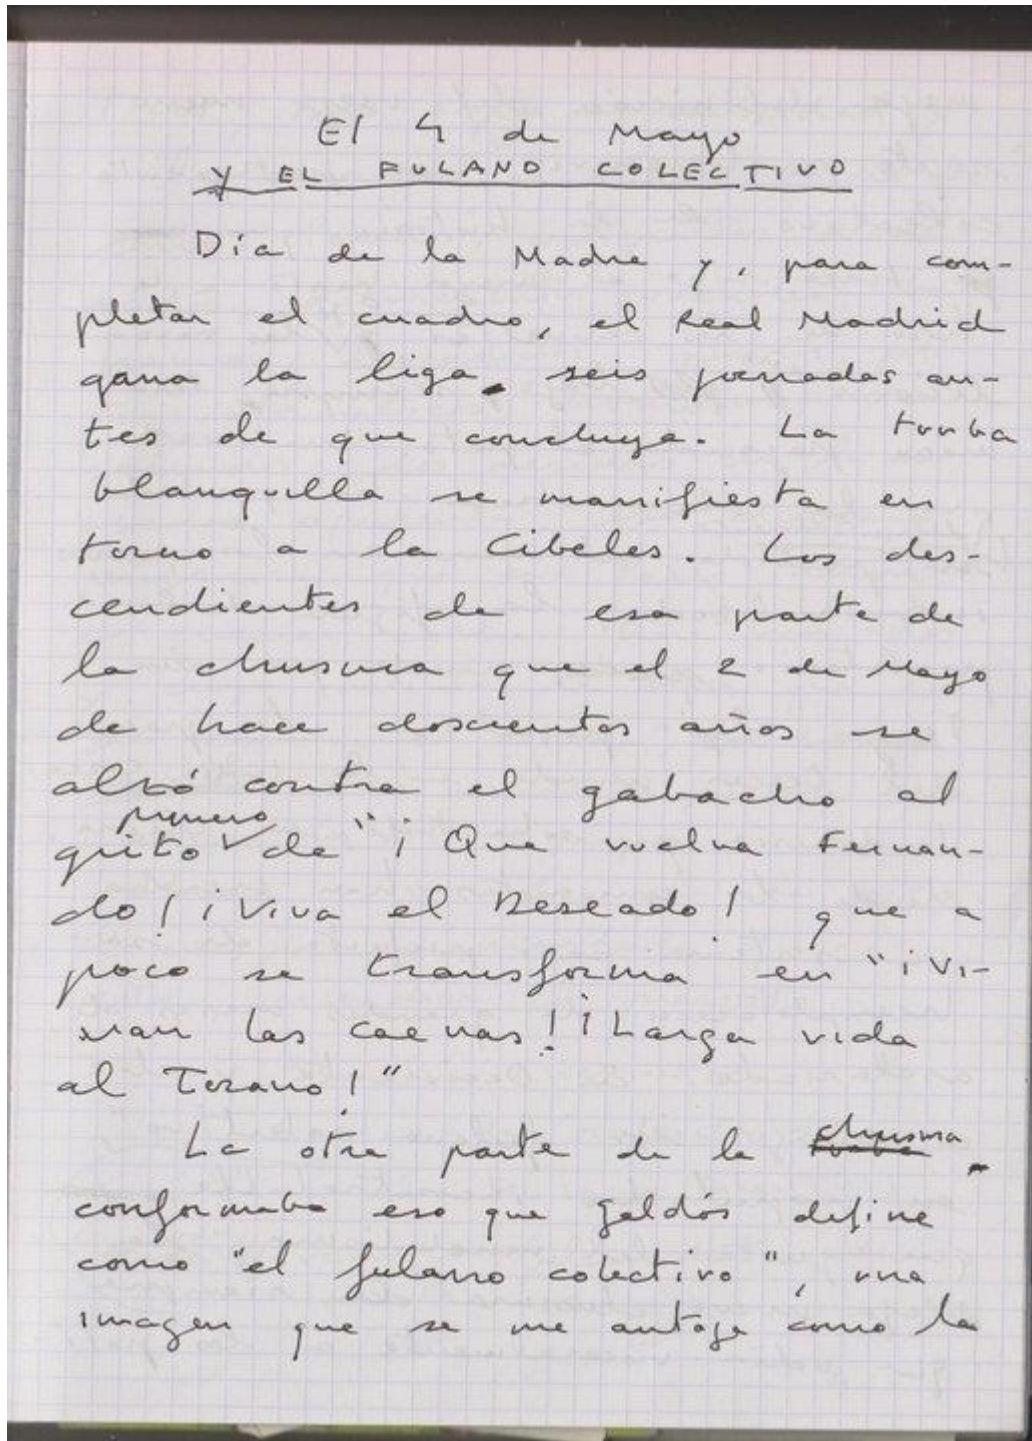 El 4 de Mayo
Y EL FULANO COLECTIVO
Día de la Madre y, para com-
pletar el cuadro, el Real Madrid
gana la liga seis jornadas an-
tes de que concluya. La turba
blanquilla se manifiesta en
torno a la Cibeles. Los des-
cendientes de esa parte de
la chusma que el 2 de Mayo
de hace doscientos años se
alzó contra el gabacho al
primero
grito de "¡Que vuelva Fernan-
do! ¡Viva el Deseado! que a
poco se transforma en "¡Vi-
van las caenas! ¡Larga vida
al Tirano!"
La otra parte de la chusma
conformaba eso que Galdós define
como "el fulano colectivo", una
imagen que se me antoja como la